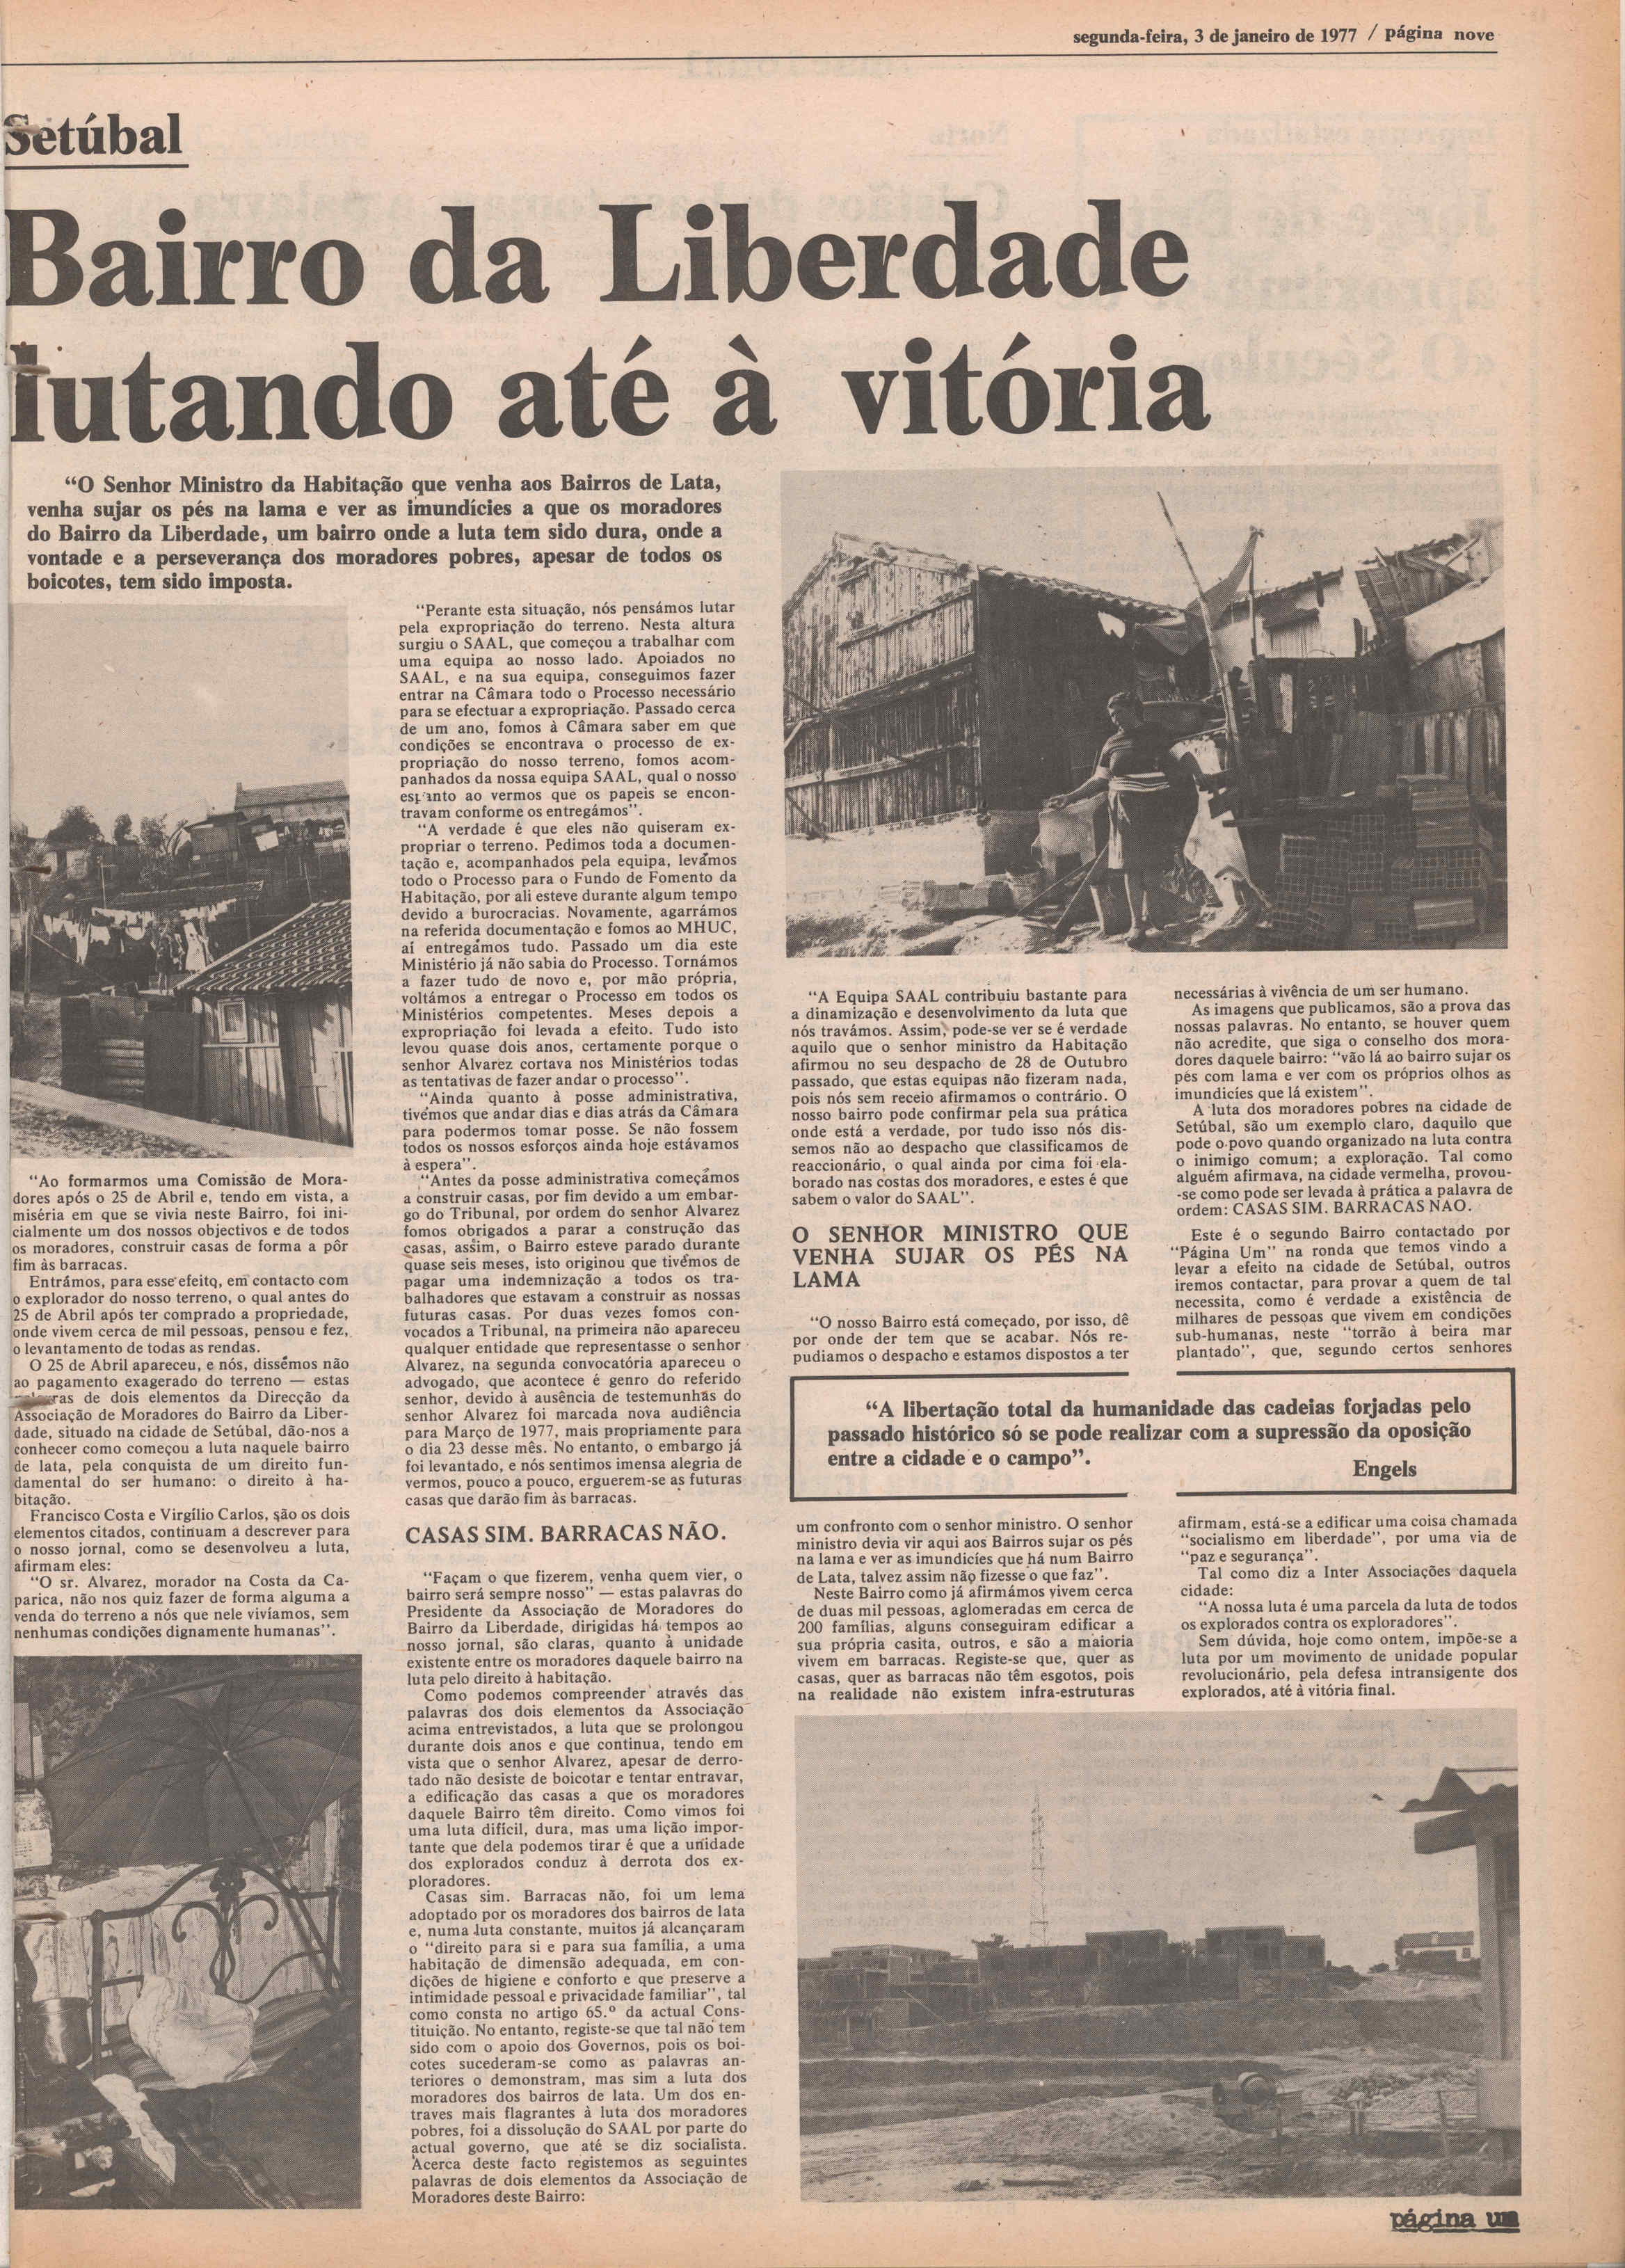 segunda-feira, 3 de janeiro de 1977 / página nove
Setúbal
Bairro da Liberdade
lutando até à vitória
“O Senhor Ministro da Habitação que venha aos Bairros de Lata,
venha sujar os pés na lama e ver as imundícies a que os moradores
do Bairro da Liberdade, um bairro onde a luta tem sido dura, onde a
vontade e a perseverança dos moradores pobres, apesar de todos os
boicotes, tem sido imposta.
“Ao formarmos uma Comissão de Mora-
dores após o 25 de Abril e, tendo em vista, a
miséria em que se vivia neste Bairro, foi ini-
cialmente um dos nossos objectivos e de todos
os moradores, construir casas de forma a pôr
fim às barracas.
Entrámos, para esse efeito, em contacto com
o explorador do nosso terreno, o qual antes do
25 de Abril após ter comprado a propriedade,
onde vivem cerca de mil pessoas, pensou e fez,
o levantamento de todas as rendas.
O 25 de Abril apareceu, e nós, dissémos não
ao pagamento exagerado do terreno — estas
palavras de dois elementos da Direcção da
Associação de Moradores do Bairro da Liber-
dade, situado na cidade de Setúbal, dão-nos a
conhecer como começou a luta naquele bairro
de lata, pela conquista de um direito fun-
damental do ser humano: o direito à ha-
bitação.
Francisco Costa e Virgílio Carlos, são os dois
elementos citados, continuam a descrever para
o nosso jornal, como se desenvolveu a luta,
afirmam eles:
“O sr. Alvarez, morador na Costa da Ca-
parica, não nos quiz fazer de forma alguma a
venda do terreno a nós que nele vivíamos, sem
nenhumas condições dignamente humanas”.
“Perante esta situação, nós pensámos lutar
pela expropriação do terreno. Nesta altura
surgiu o SAAL, que começou a trabalhar com
uma equipa ao nosso lado. Apoiados no
SAAL, e na sua equipa, conseguimos fazer
entrar na Câmara todo o Processo necessário
para se efectuar a expropriação. Passado cerca
de um ano, fomos à Câmara saber em que
condições se encontrava o processo de ex-
propriação do nosso terreno, fomos acom-
panhados da nossa equipa SAAL, qual o nosso
espanto ao vermos que os papeis se encon-
travam conforme os entregámos”.
“A verdade é que eles não quiseram ex-
propriar o terreno. Pedimos toda a documen-
tação e, acompanhados pela equipa, levámos
todo o Processo para o Fundo de Fomento da
Habitação, por ali esteve durante algum tempo
devido a burocracias. Novamente, agarrámos
na referida documentação e fomos ao MHUC,
aí entregámos tudo. Passado um dia este
Ministério já não sabia do Processo. Tornámos
a fazer tudo de novo e, por mão própria,
voltámos a entregar o Processo em todos os
Ministérios competentes. Meses depois a
expropriação foi levada a efeito. Tudo isto
levou quase dois anos, certamente porque o
senhor Alvarez cortava nos Ministérios todas
as tentativas de fazer andar o processo”.
“Ainda quanto à posse administrativa,
tivémos que andar dias e dias atrás da Câmara
para podermos tomar posse. Se não fossem
todos os nossos esforços ainda hoje estávamos
à espera”.
“Antes da posse administrativa começámos
a construir casas, por fim devido a um embar-
go do Tribunal, por ordem do senhor Alvarez
fomos obrigados a parar a construção das
casas, assim, o Bairro esteve parado durante
quase seis meses, isto originou que tivémos de
pagar uma indemnização a todos os tra-
balhadores que estavam a construir as nossas
futuras casas. Por duas vezes fomos con-
vocados a Tribunal, na primeira não apareceu
qualquer entidade que representasse o senhor
Alvarez, na segunda convocatória apareceu o
advogado, que acontece é genro do referido
senhor, devido à ausência de testemunhas do
senhor Alvarez foi marcada nova audiência
para Março de 1977, mais propriamente para
o dia 23 desse mês. No entanto, o embargo já
foi levantado, e nós sentimos imensa alegria de
vermos, pouco a pouco, erguerem-se as futuras
casas que darão fim às barracas.
CASAS SIM. BARRACAS NÃO.
“Façam o que fizerem, venha quem vier, o
bairro será sempre nosso” — estas palavras do
Presidente da Associação de Moradores do
Bairro da Liberdade, dirigidas há tempos ao
nosso jornal, são claras, quanto à unidade
existente entre os moradores daquele bairro na
luta pelo direito à habitação.
Como podemos compreender através das
palavras dos dois elementos da Associação
acima entrevistados, a luta que se prolongou
durante dois anos e que continua, tendo em
vista que o senhor Alvarez, apesar de derro-
tado não desiste de boicotar e tentar entravar,
a edificação das casas a que os moradores
daquele Bairro têm direito. Como vimos foi
uma luta difícil, dura, mas uma lição impor-
tante que dela podemos tirar é que a unidade
dos explorados conduz à derrota dos ex-
ploradores.
Casas sim. Barracas não, foi um lema
adoptado por os moradores dos bairros de lata
e, numa luta constante, muitos já alcançaram
o “direito para si e para sua família, a uma
habitação de dimensão adequada, em con-
dições de higiene e conforto e que preserve a
intimidade pessoal e privacidade familiar”, tal
como consta no artigo 65.º da actual Cons-
tituição. No entanto, registe-se que tal não tem
sido com o apoio dos Governos, pois os boi-
cotes sucederam-se como as palavras an-
teriores o demonstram, mas sim a luta dos
moradores dos bairros de lata. Um dos en-
traves mais flagrantes à luta dos moradores
pobres, foi a dissolução do SAAL por parte do
actual governo, que até se diz socialista.
Acerca deste facto registemos as seguintes
palavras de dois elementos da Associação de
Moradores deste Bairro:
“A Equipa SAAL contribuiu bastante para
a dinamização e desenvolvimento da luta que
nós travámos. Assim, pode-se ver se é verdade
aquilo que o senhor ministro da Habitação
afirmou no seu despacho de 28 de Outubro
passado, que estas equipas não fizeram nada,
pois nós sem receio afirmamos o contrário. O
nosso bairro pode confirmar pela sua prática
onde está a verdade, por tudo isso nós dis-
semos não ao despacho que classificamos de
reaccionário, o qual ainda por cima foi ela-
borado nas costas dos moradores, e estes é que
sabem o valor do SAAL”.
O SENHOR MINISTRO QUE
VENHA SUJAR OS PÉS NA
LAMA
“O nosso Bairro está começado, por isso, dê
por onde der tem que se acabar. Nós re-
pudiamos o despacho e estamos dispostos a ter
um confronto com o senhor ministro. O senhor
ministro devia vir aqui aos Bairros sujar os pés
na lama e ver as imundícies que há num Bairro
de Lata, talvez assim não fizesse o que faz”.
Neste Bairro como já afirmámos vivem cerca
de duas mil pessoas, aglomeradas em cerca de
200 famílias, alguns conseguiram edificar a
sua própria casita, outros, e são a maioria
vivem em barracas. Registe-se que, quer as
casas, quer as barracas não têm esgotos, pois
na realidade não existem infra-estruturas
necessárias à vivência de um ser humano.
As imagens que publicamos, são a prova das
nossas palavras. No entanto, se houver quem
não acredite, que siga o conselho dos mora-
dores daquele bairro: “vão lá ao bairro sujar os
pés com lama e ver com os próprios olhos as
imundícies que lá existem”.
A luta dos moradores pobres na cidade de
Setúbal, são um exemplo claro, daquilo que
pode o povo quando organizado na luta contra
o inimigo comum; a exploração. Tal como
alguém afirmava, na cidade vermelha, provou-
-se como pode ser levada à prática a palavra de
ordem: CASAS SIM. BARRACAS NAO.
Este é o segundo Bairro contactado por
“Página Um” na ronda que temos vindo a
levar a efeito na cidade de Setúbal, outros
iremos contactar, para provar a quem de tal
necessita, como é verdade a existência de
milhares de pessoas que vivem em condições
sub-humanas, neste “torrão à beira mar
plantado”, que, segundo certos senhores
“A libertação total da humanidade das cadeias forjadas pelo
passado histórico só se pode realizar com a supressão da oposição
entre a cidade e o campo”.
Engels
afirmam, está-se a edificar uma coisa chamada
“socialismo em liberdade”, por uma via de
“paz e segurança”.
Tal como diz a Inter Associações daquela
cidade:
“A nossa luta é uma parcela da luta de todos
os explorados contra os exploradores”.
Sem dúvida, hoje como ontem, impõe-se a
luta por um movimento de unidade popular
revolucionário, pela defesa intransigente dos
explorados, até à vitória final.
página um